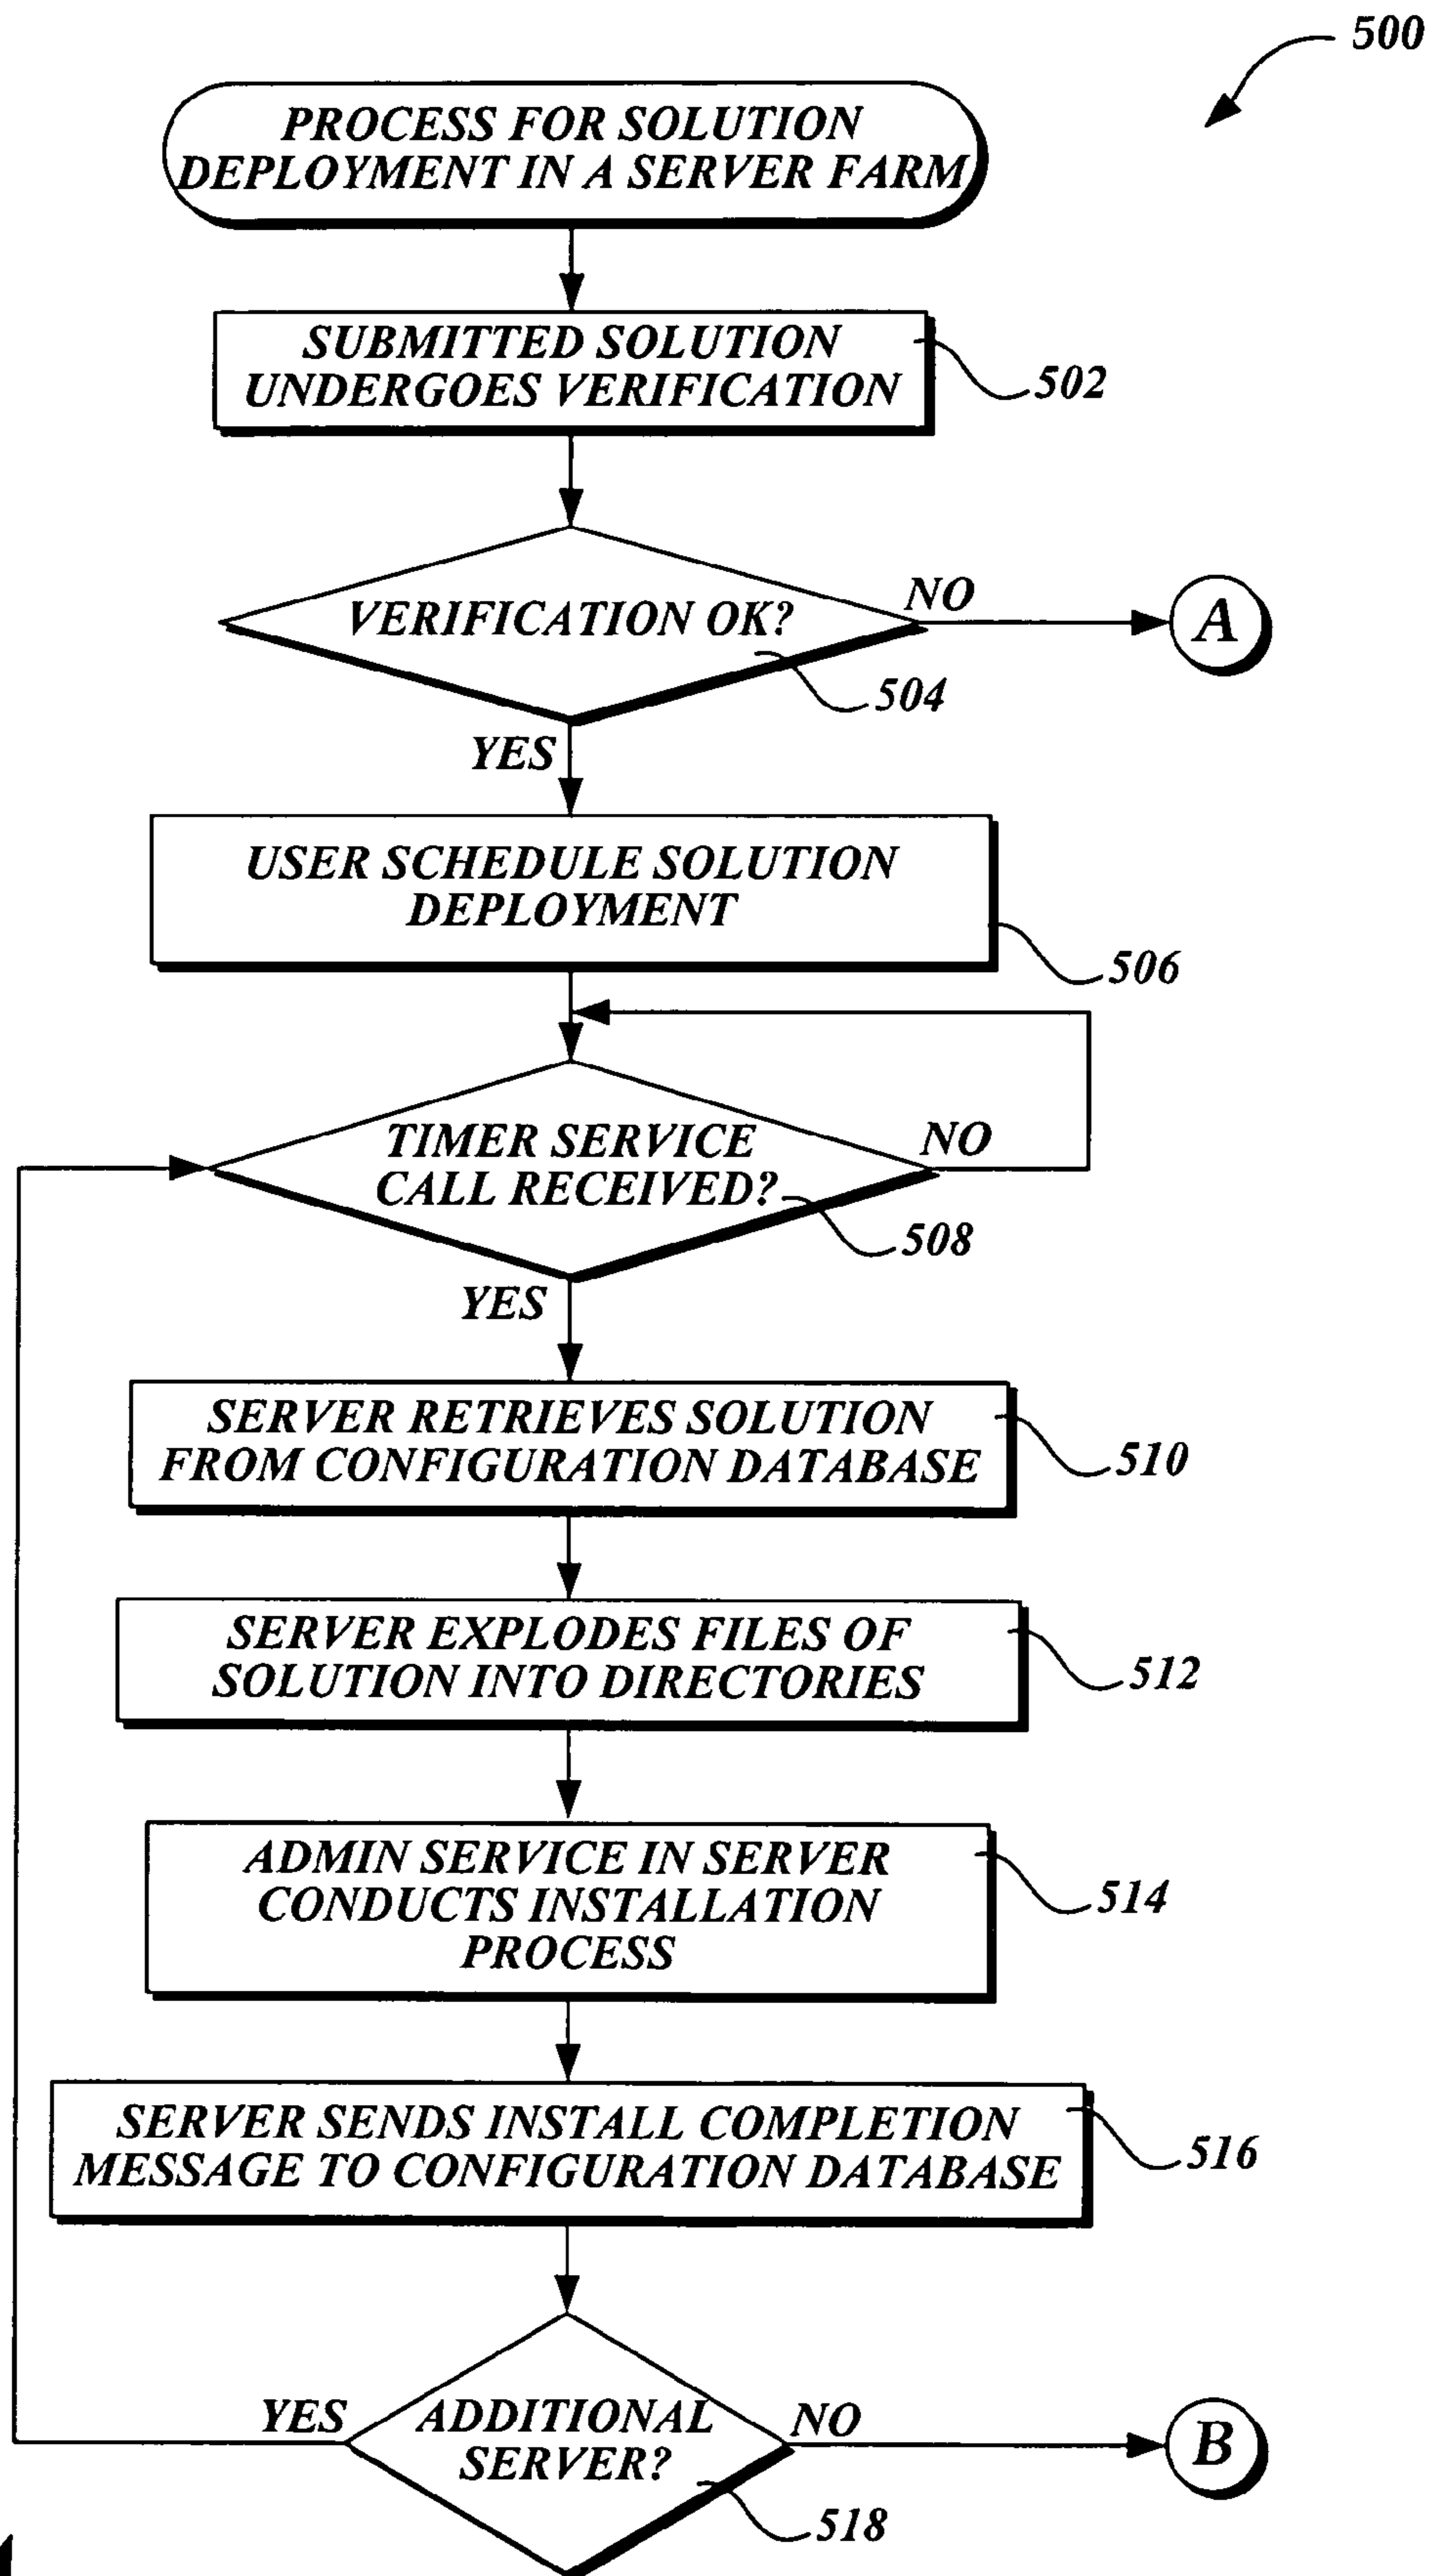 500
PROCESS FOR SOLUTION
DEPLOYMENT IN A SERVER FARM
SUBMITTED SOLUTION
UNDERGOES VERIFICATION
502
VERIFICATION OK?
NO
A
504
YES
USER SCHEDULE SOLUTION
DEPLOYMENT
506
TIMER SERVICE
CALL RECEIVED?
NO
508
YES
SERVER RETRIEVES SOLUTION
FROM CONFIGURATION DATABASE
510
SERVER EXPLODES FILES OF
SOLUTION INTO DIRECTORIES
512
ADMIN SERVICE IN SERVER
CONDUCTS INSTALLATION
PROCESS
514
SERVER SENDS INSTALL COMPLETION
MESSAGE TO CONFIGURATION DATABASE
516
YES
ADDITIONAL
SERVER?
NO
B
518